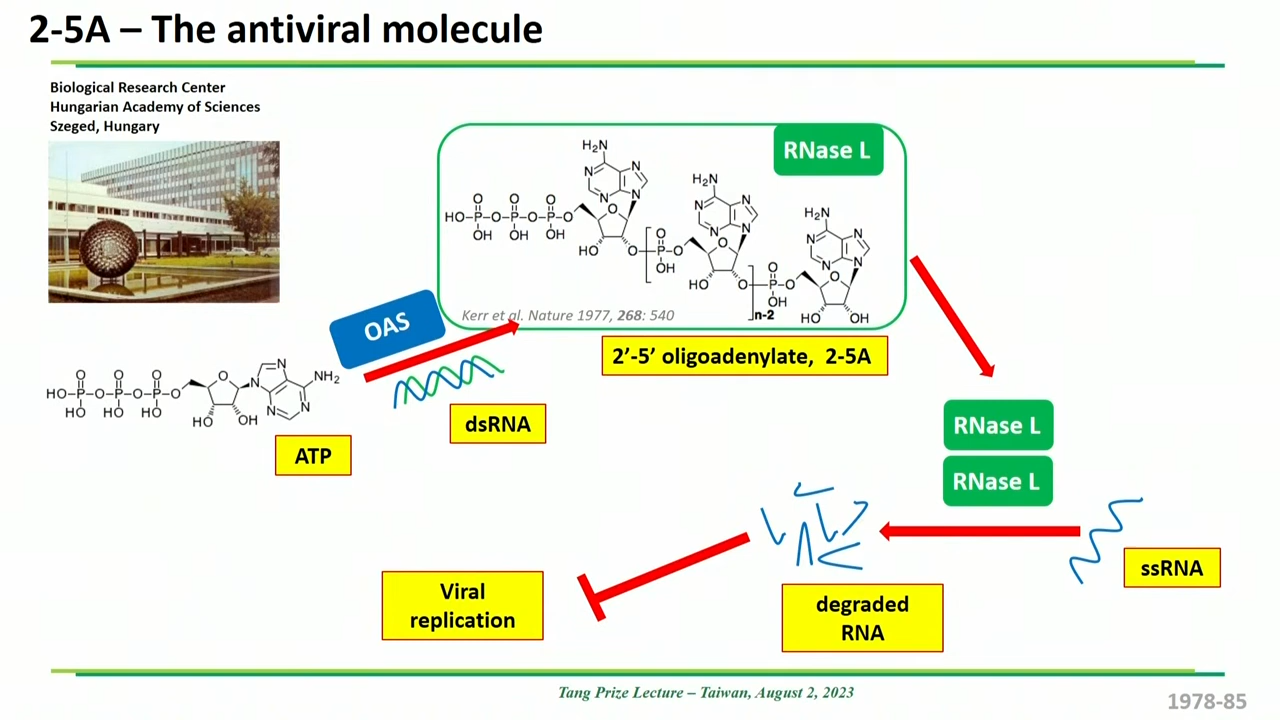 2-5A – The antiviral molecule
Biological Research Center
Hungarian Academy of Sciences
Szeged, Hungary
RNase L
H₂N
N
N
N
N
H₂N
N
N
N
N
H₂N
N
N
N
N
O
O
O
HO-P-O-P-O-P-O
OH
OH
OH
O
HO
O
O
P
O
OH
O
HO
O
n-2
O
P
O
OH
O
HO
OH
Kerr et al. Nature 1977, 268: 540
2’-5’ oligoadenylate, 2-5A
OAS
dsRNA
O
O
O
HO-P-O-P-O-P-O
HO
HO
HO
O
HO
OH
N
N
N
N
NH₂
ATP
RNase L
RNase L
ssRNA
degraded
RNA
Viral
replication
Tang Prize Lecture – Taiwan, August 2, 2023
1978-85